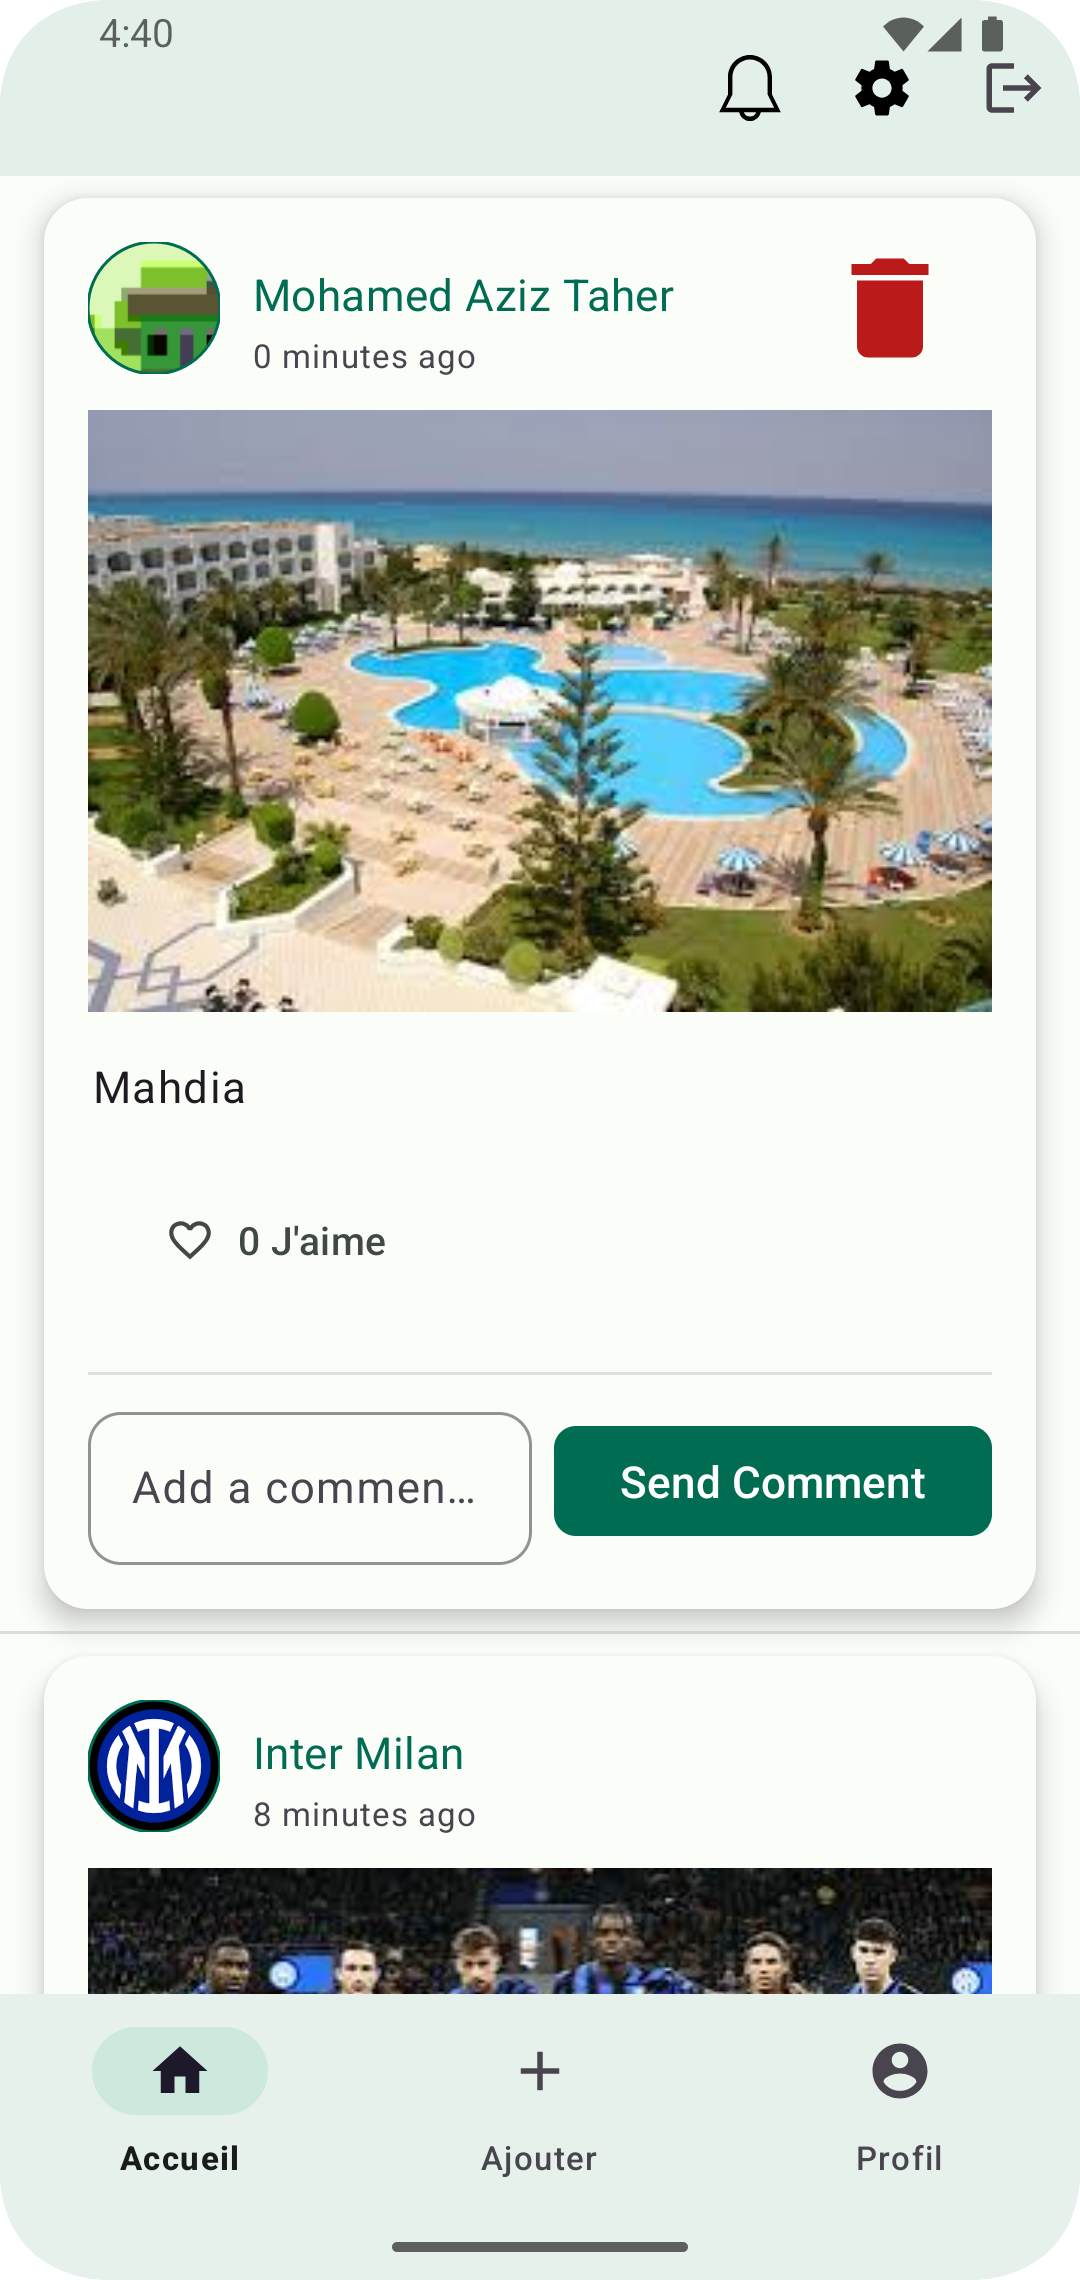 4:40
Mohamed Aziz Taher
0 minutes ago
Mahdia
0 J'aime
Add a commen...
Send Comment
Inter Milan
8 minutes ago
Accueil
Ajouter
Profil